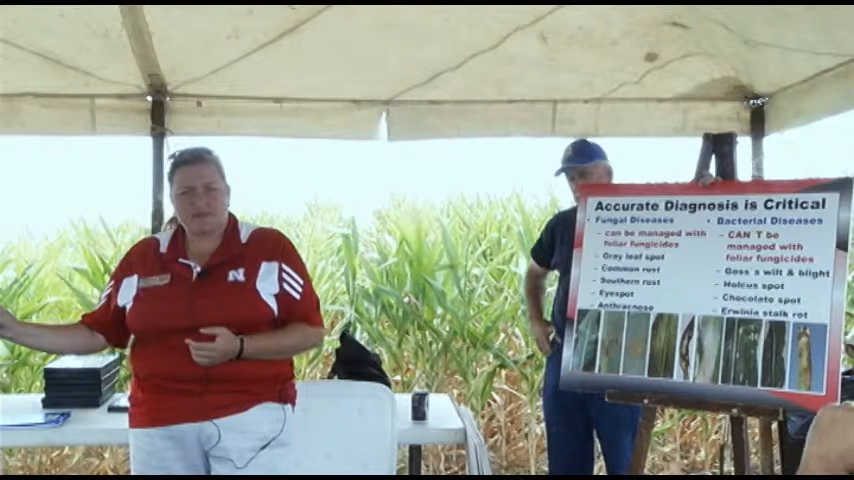 Accurate Diagnosis is Critical
• Fungal Diseases
– can be managed with
foliar fungicides
– Gray leaf spot
– Common rust
– Southern rust
– Eyespot
– Anthracnose
• Bacterial Diseases
– CAN'T be
managed with
foliar fungicides
– Goss's wilt & blight
– Holcus spot
– Chocolate spot
– Erwinia stalk rot
N